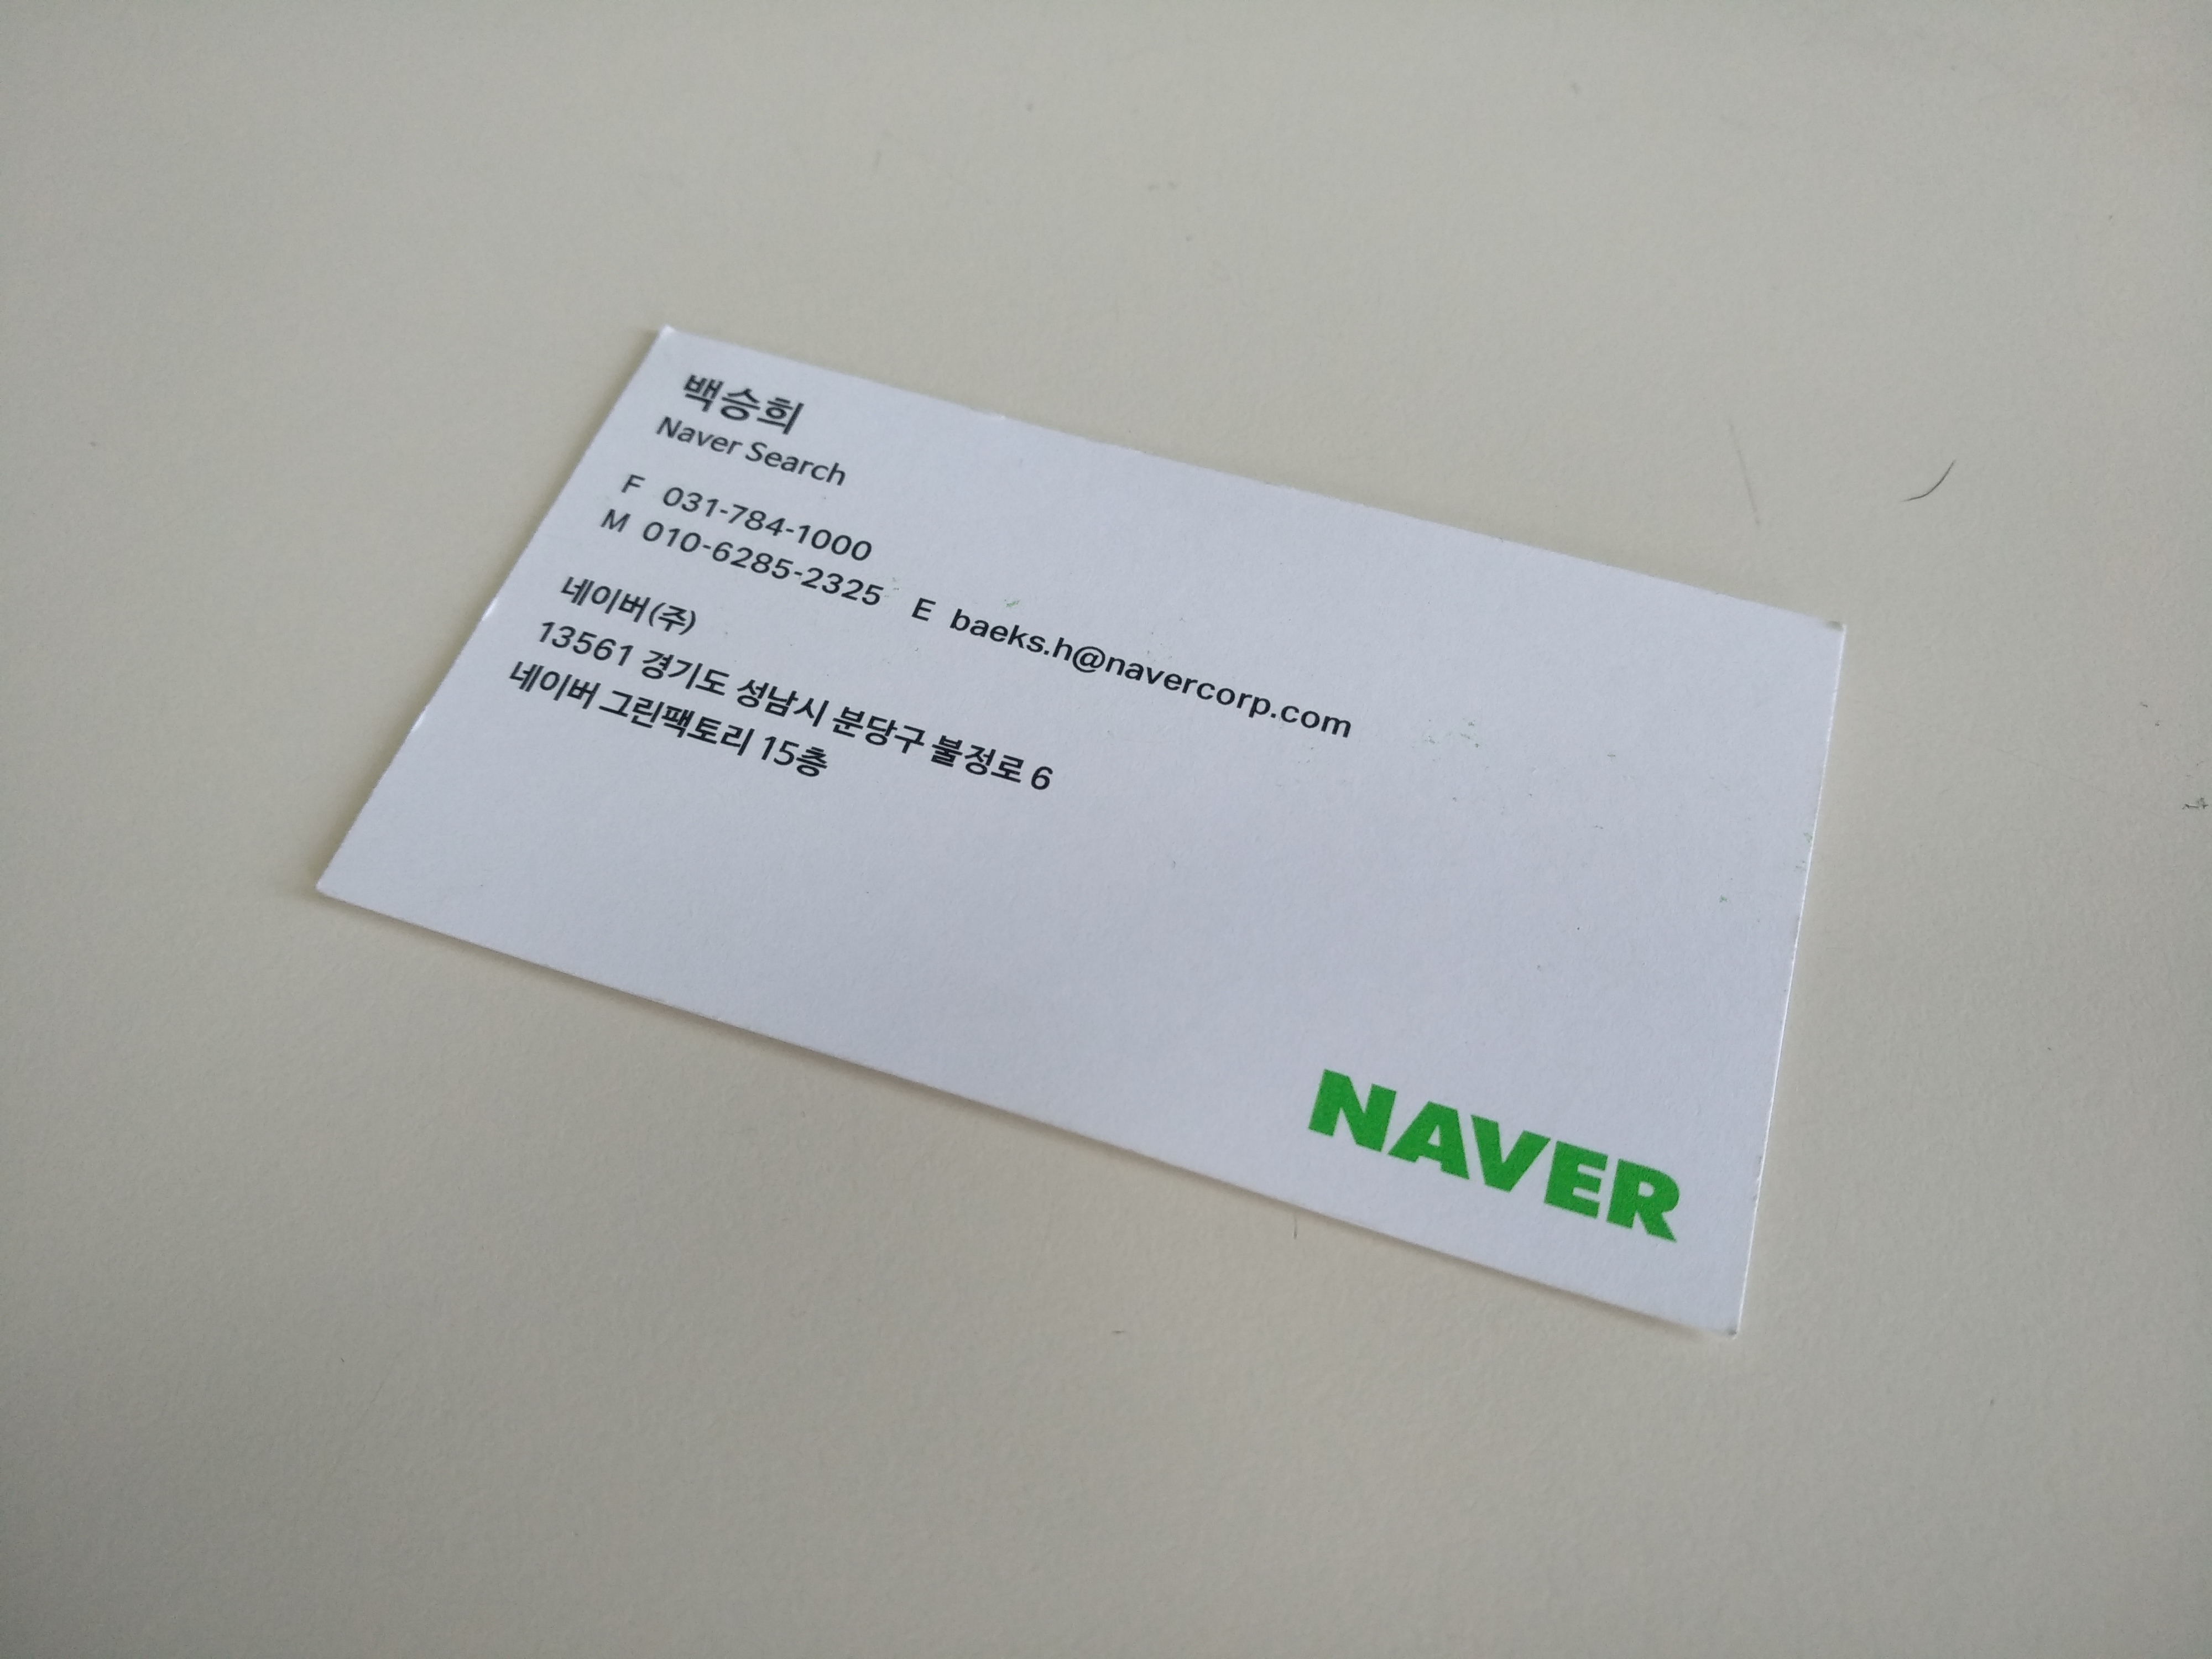 백승희
Naver Search
F 031-784-1000
M 010-6285-2325 E baeks.h@navercorp.com
네이버(주)
13561 경기도 성남시 분당구 불정로 6
네이버 그린팩토리 15층
NAVER